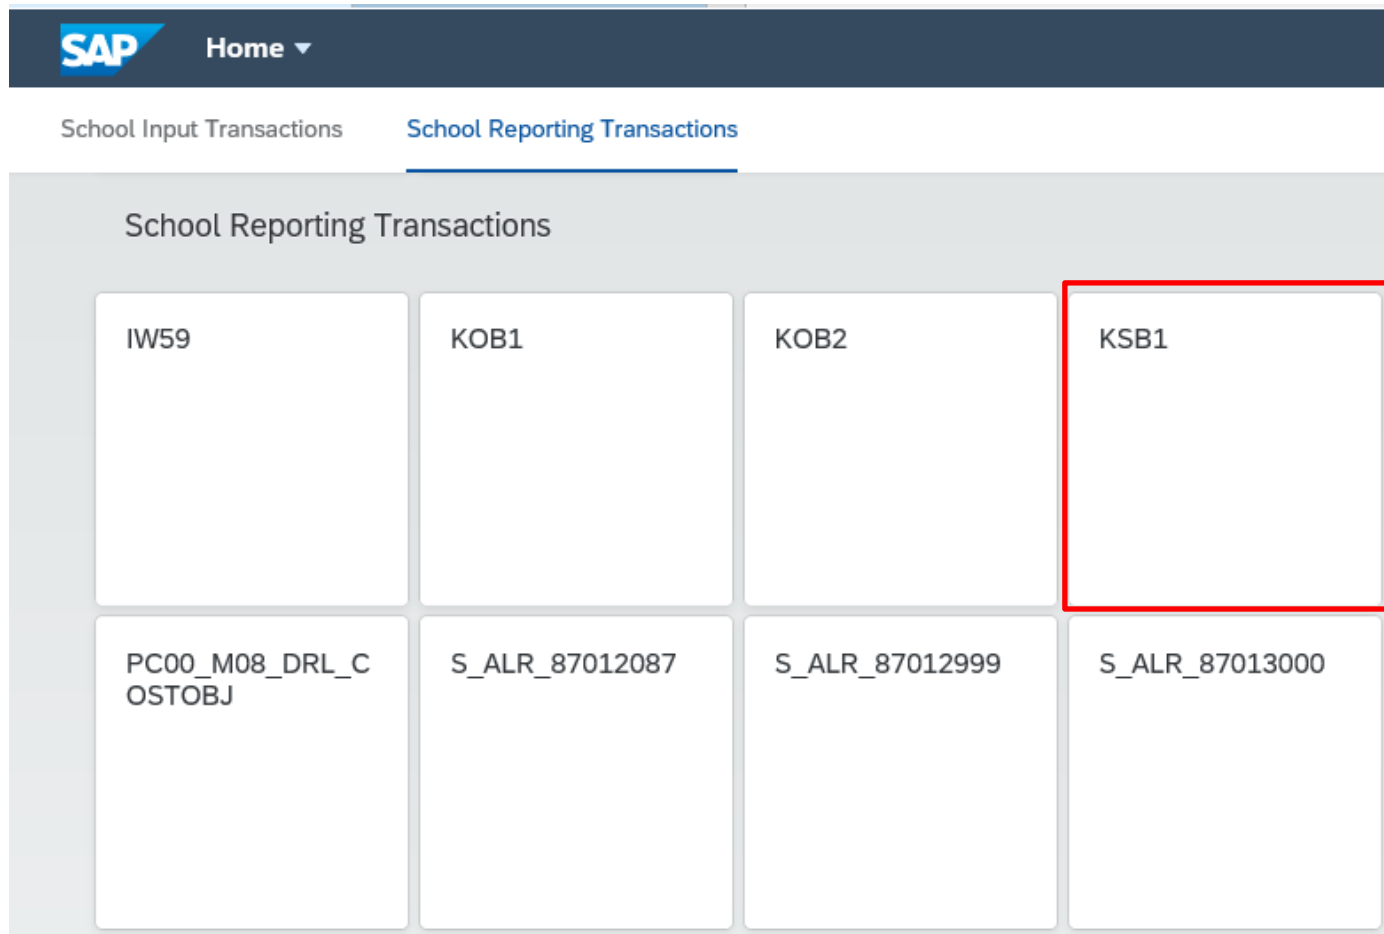 SAP Home
School Input Transactions School Reporting Transactions
School Reporting Transactions
IW59 KOB1 KOB2 KSB1
PC00_M08_DRL_C S_ALR_87012087 S_ALR_87012999 S_ALR_87013000
OSTOBJ